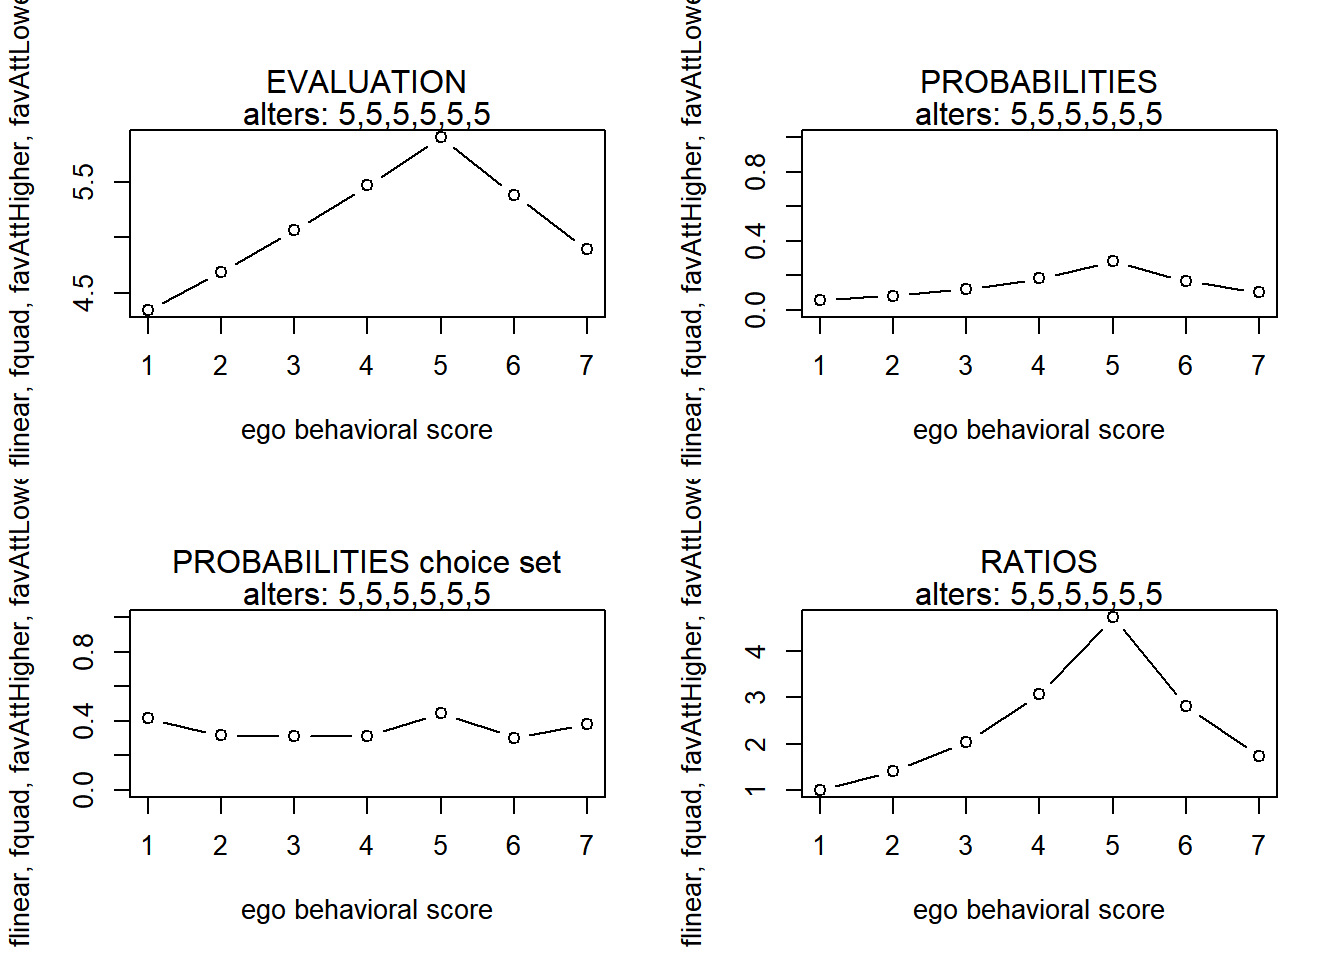 EVALUATION
alters: 5,5,5,5,5,5
flinear, fquad, favAttHigher, favAttLowe
5.5
4.5
1 2 3 4 5 6 7
ego behavioral score
PROBABILITIES
alters: 5,5,5,5,5,5
flinear, fquad, favAttHigher, favAttLowe
0.8
0.4
0.0
1 2 3 4 5 6 7
ego behavioral score
PROBABILITIES choice set
alters: 5,5,5,5,5,5
flinear, fquad, favAttHigher, favAttLowe
0.8
0.4
0.0
1 2 3 4 5 6 7
ego behavioral score
RATIOS
alters: 5,5,5,5,5,5
flinear, fquad, favAttHigher, favAttLowe
4
3
2
1
1 2 3 4 5 6 7
ego behavioral score